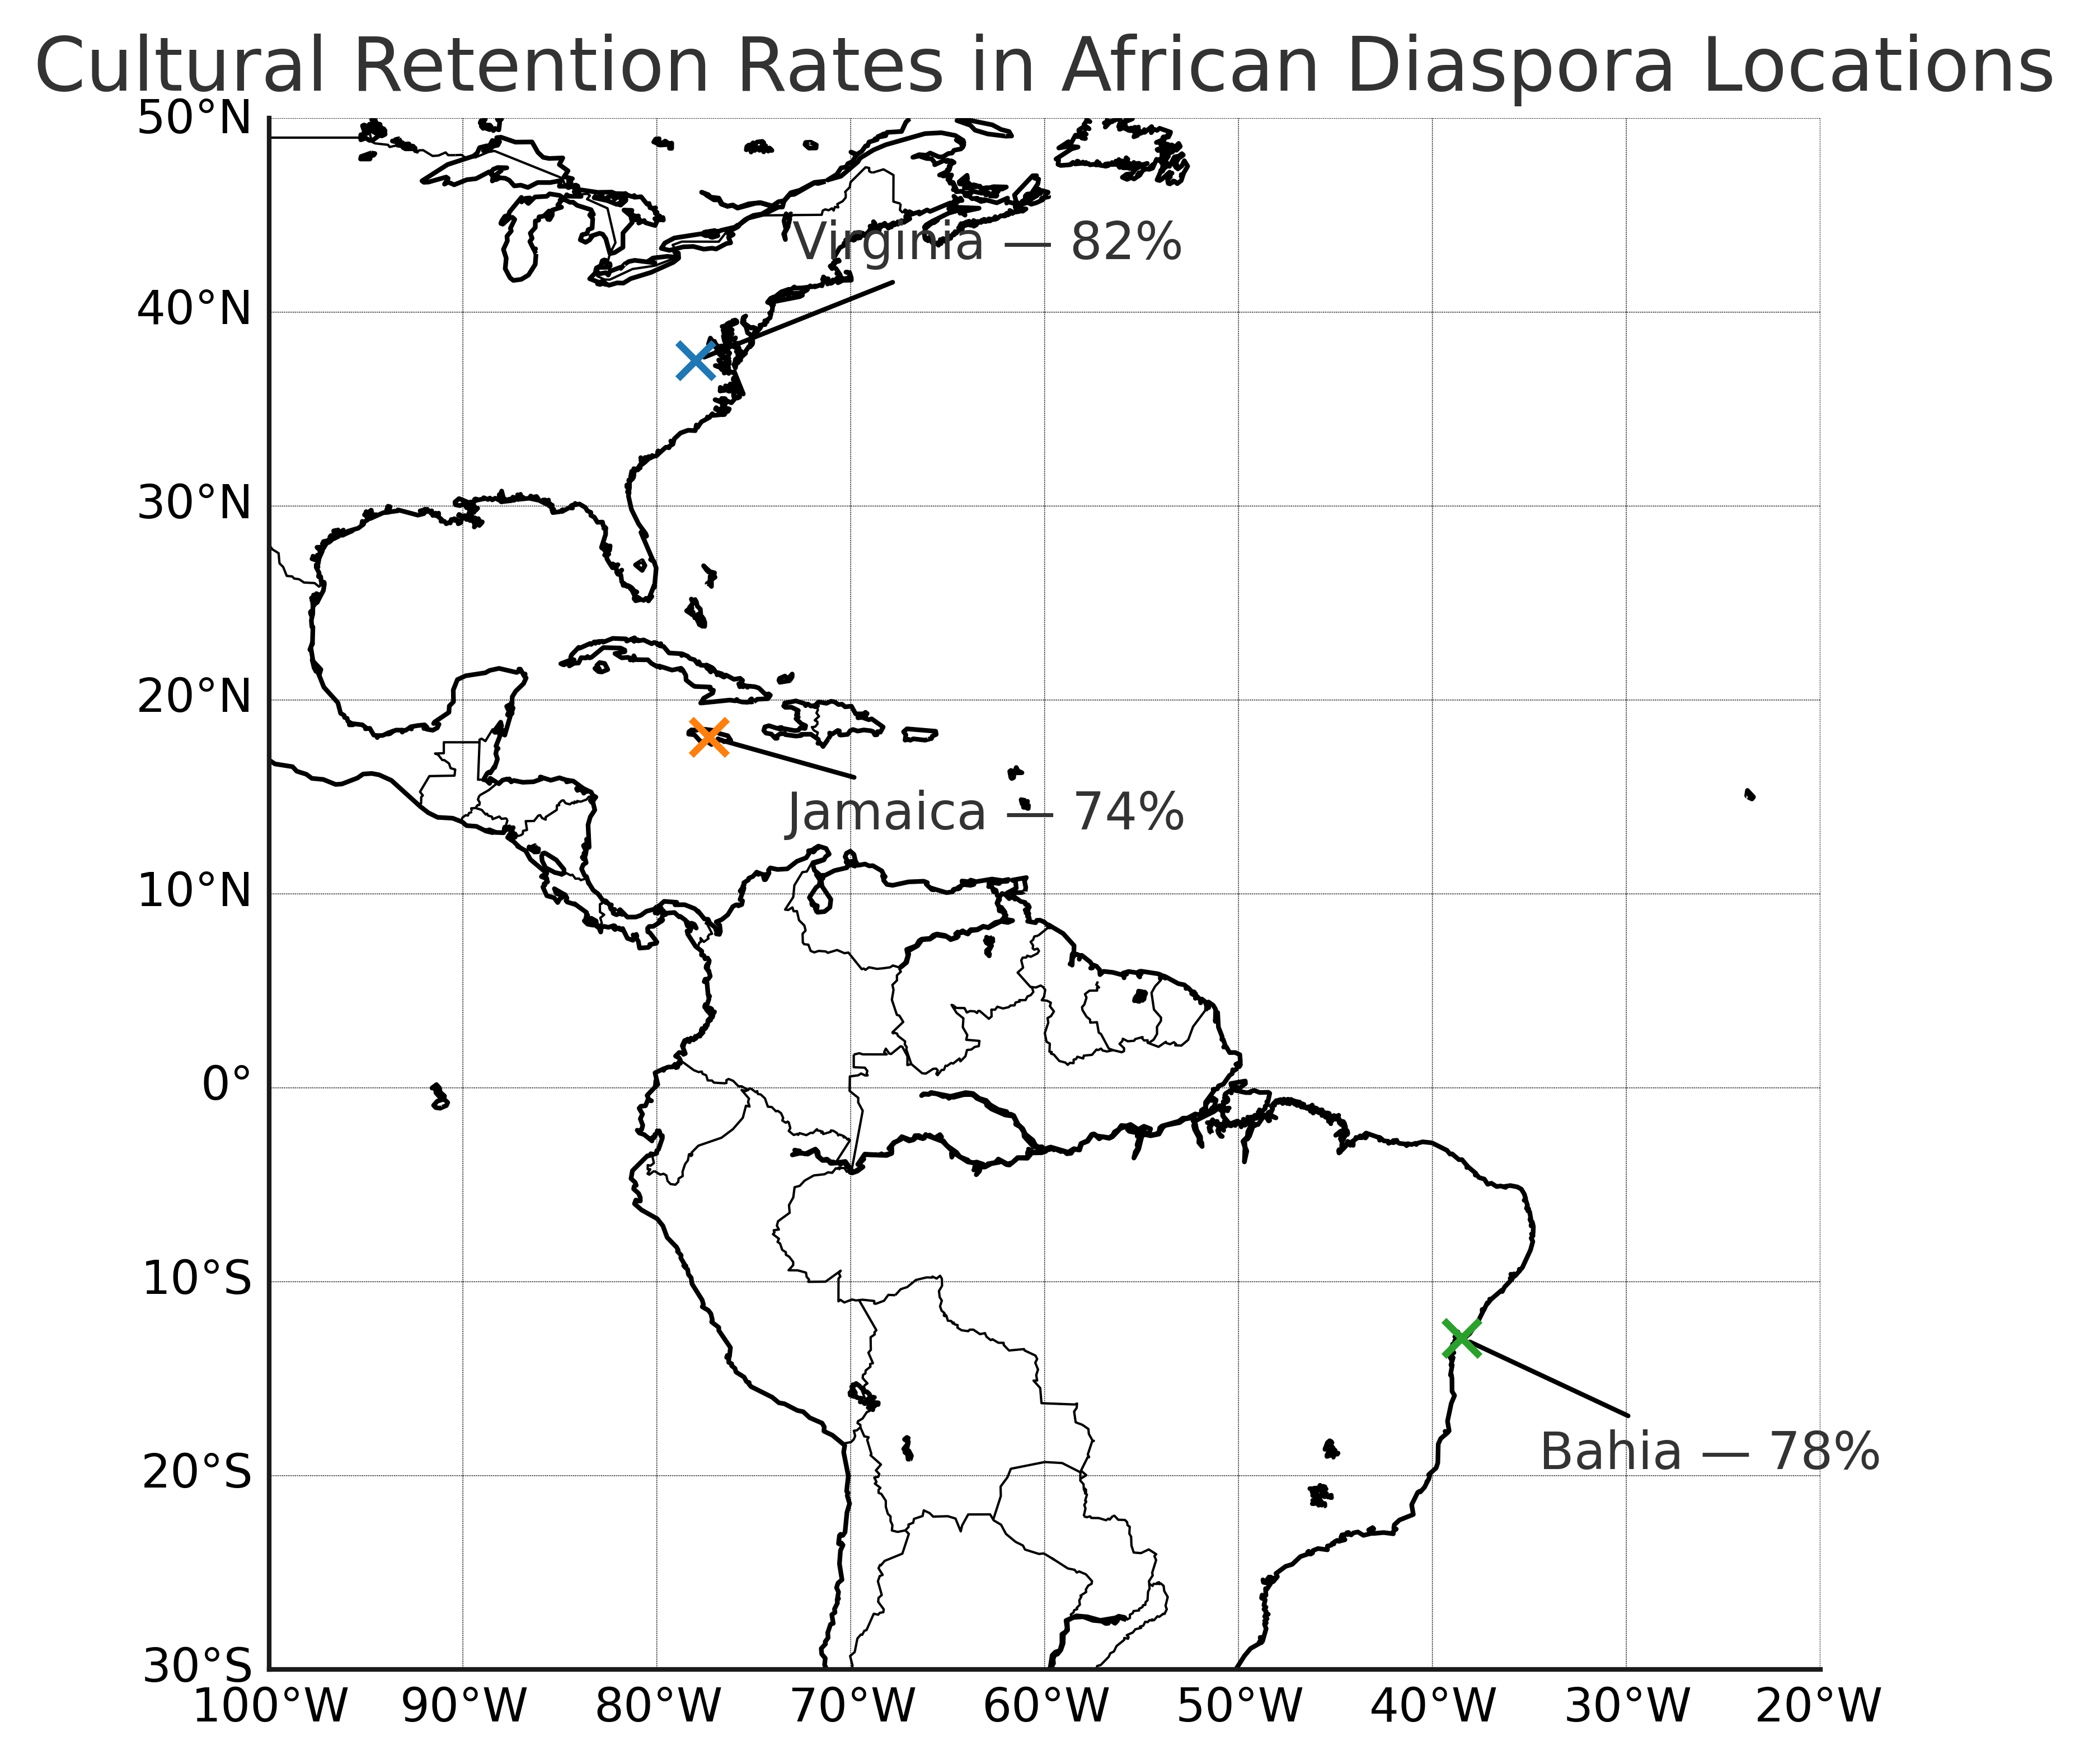 Cultural Retention Rates in African Diaspora Locations
50°N
Virginia — 82%
40°N
30°N
20°N
Jamaica — 74%
10°N
0°
10°S
Bahia — 78%
20°S
30°S
100°W 90°W 80°W 70°W 60°W 50°W 40°W 30°W 20°W